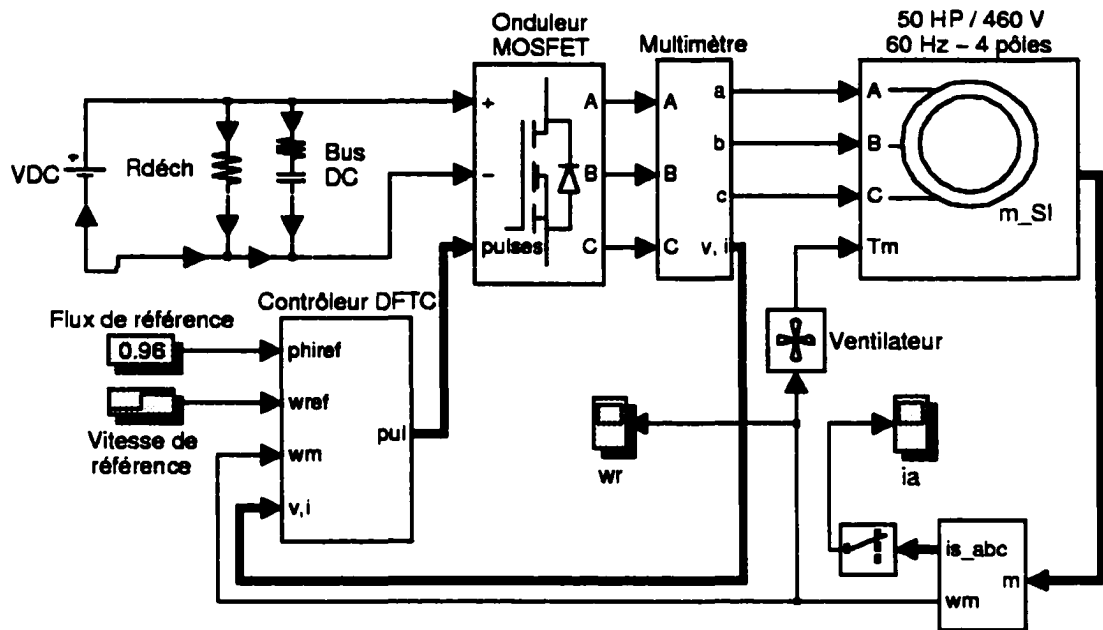 Onduleur
MOSFET
Multimètre
50 HP / 460 V
60 Hz – 4 pôles
+
A
A
a
A
VDC
+
Rdéch
Bus
DC
–
B
B
b
B
c
C
m_SI
pulses
C
C
v, i
Tm
Contrôleur DFTC
Flux de référence
0.96
phiref
Ventilateur
wref
pul
Vitesse de
référence
wm
wr
ia
v,i
is_abc
m
wm